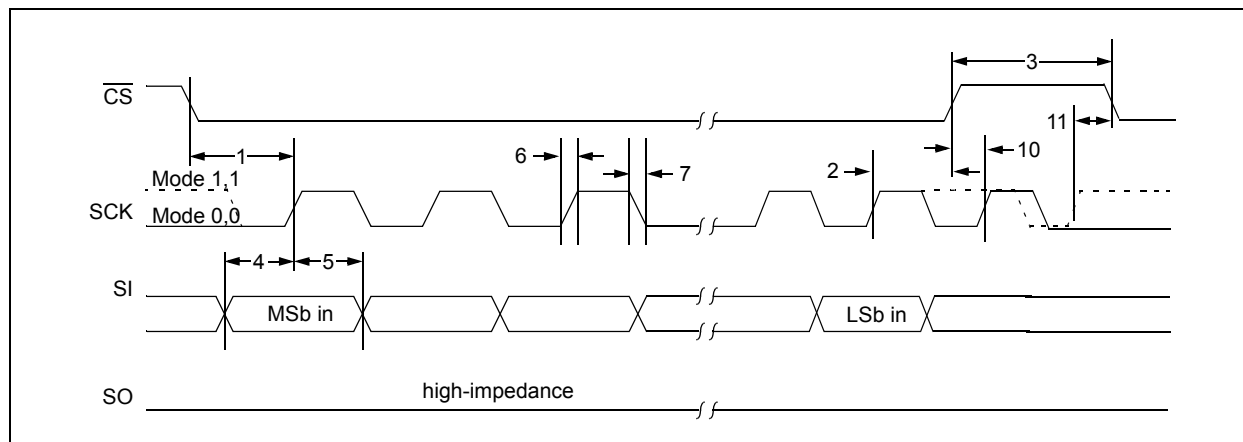 3
CS
11
1
6
10
Mode 1,1
7
2
SCK
Mode 0,0
4
5
SI
MSb in
LSb in
high-impedance
SO